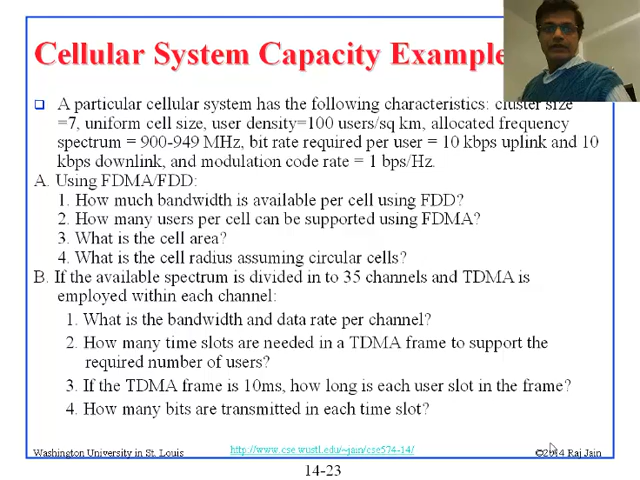 Cellular System Capacity Example
A particular cellular system has the following characteristics: cluster size
=7, uniform cell size, user density=100 users/sq km, allocated frequency
spectrum = 900-949 MHz, bit rate required per user = 10 kbps uplink and 10
kbps downlink, and modulation code rate = 1 bps/Hz.
A. Using FDMA/FDD:
1. How much bandwidth is available per cell using FDD?
2. How many users per cell can be supported using FDMA?
3. What is the cell area?
4. What is the cell radius assuming circular cells?
B. If the available spectrum is divided in to 35 channels and TDMA is
employed within each channel:
1. What is the bandwidth and data rate per channel?
2. How many time slots are needed in a TDMA frame to support the
required number of users?
3. If the TDMA frame is 10ms, how long is each user slot in the frame?
4. How many bits are transmitted in each time slot?
Washington University in St. Louis
http://www.cse.wustl.edu/~jain/cse574-14/
©2014 Raj Jain
14-23